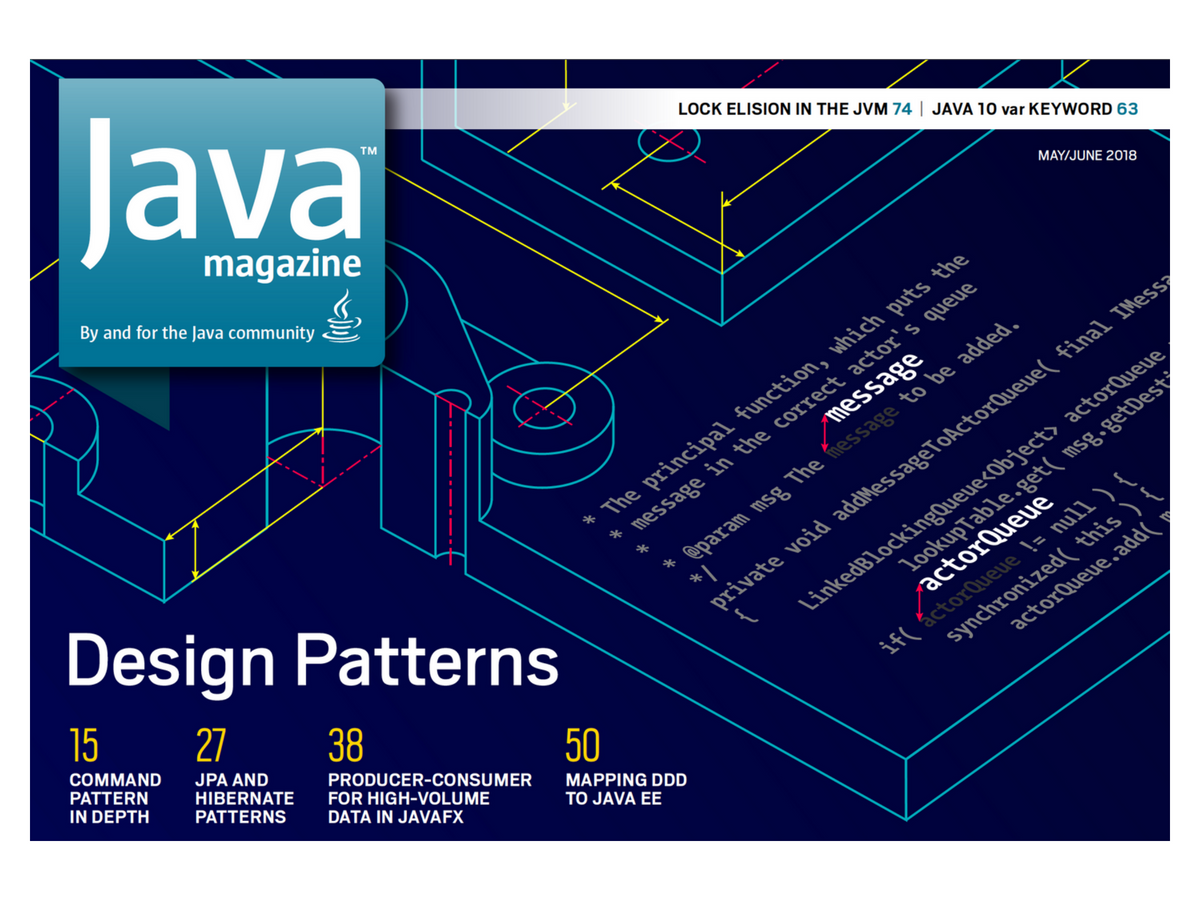 LOCK ELISION IN THE JVM 74 | JAVA 10 var KEYWORD 63
MAY/JUNE 2018
Java™
magazine
By and for the Java community
* The principal function, which puts the
* message in the correct actor's queue
*
* @param msg The message to be added.
message
*/
private void addMessageToActorQueue( final IMessa
{
LinkedBlockingQueue<Object> actorQueue
lookupTable.get( msg.getDesti
actorQueue
if( actorQueue != null ) {
synchronized( this ) {
actorQueue.add( m
Design Patterns
15
COMMAND
PATTERN
IN DEPTH
27
JPA AND
HIBERNATE
PATTERNS
38
PRODUCER-CONSUMER
FOR HIGH-VOLUME
DATA IN JAVAFX
50
MAPPING DDD
TO JAVA EE